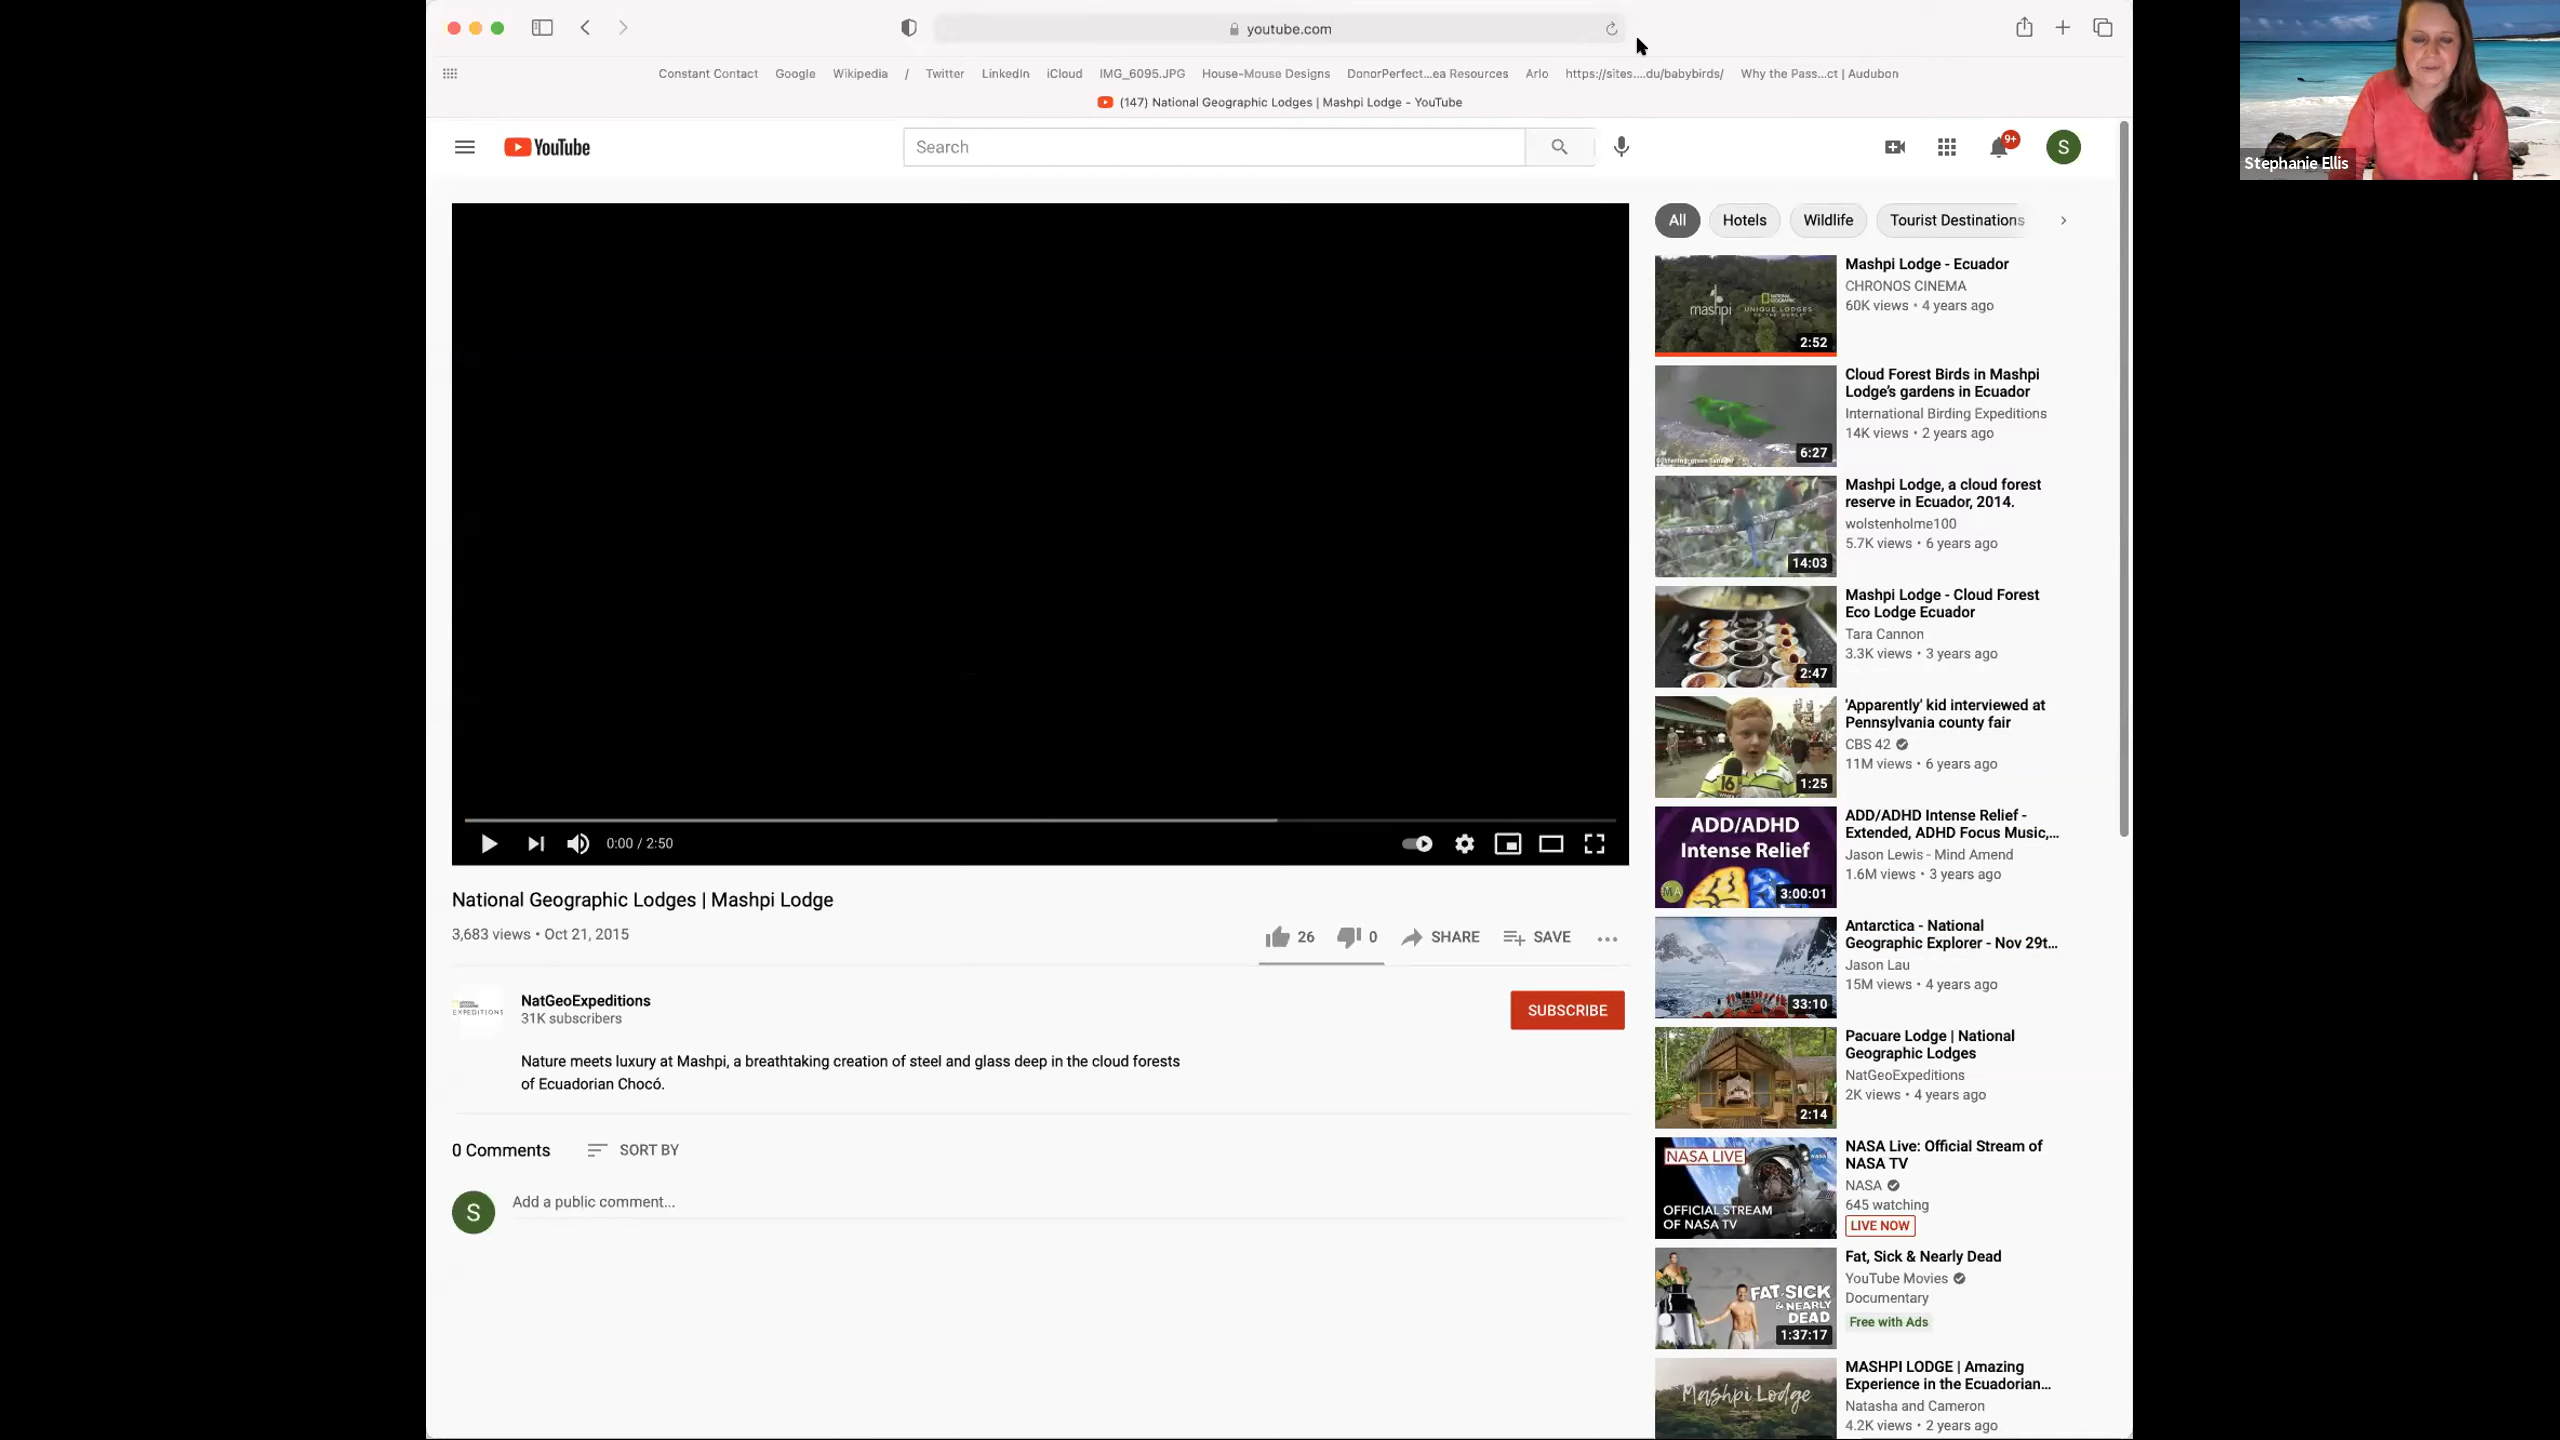 youtube.com
Constant Contact Google Wikipedia / Twitter LinkedIn iCloud IMG_6095.JPG House-Mouse Designs DonorPerfect...ea Resources Arlo https://sites....du/babybirds/ Why the Pass...ct | Audubon
(147) National Geographic Lodges | Mashpi Lodge - YouTube
YouTube
Search
9+
S
Stephanie Ellis
0:00 / 2:50
National Geographic Lodges | Mashpi Lodge
3,683 views • Oct 21, 2015
26 0 SHARE SAVE
NATIONAL GEOGRAPHIC
EXPEDITIONS
NatGeoExpeditions
31K subscribers
SUBSCRIBE
Nature meets luxury at Mashpi, a breathtaking creation of steel and glass deep in the cloud forests
of Ecuadorian Chocó.
0 Comments SORT BY
S
Add a public comment...
All Hotels Wildlife Tourist Destinations
mashpi
NATIONAL GEOGRAPHIC
UNIQUE LODGES
OF THE WORLD
2:52
Mashpi Lodge - Ecuador
CHRONOS CINEMA
60K views • 4 years ago
6:27
Cloud Forest Birds in Mashpi
Lodge's gardens in Ecuador
International Birding Expeditions
14K views • 2 years ago
14:03
Mashpi Lodge, a cloud forest
reserve in Ecuador, 2014.
wolstenholme100
5.7K views • 6 years ago
2:47
Mashpi Lodge - Cloud Forest
Eco Lodge Ecuador
Tara Cannon
3.3K views • 3 years ago
16
1:25
'Apparently' kid interviewed at
Pennsylvania county fair
CBS 42
11M views • 6 years ago
ADD/ADHD
Intense Relief
MA
3:00:01
ADD/ADHD Intense Relief -
Extended, ADHD Focus Music,...
Jason Lewis - Mind Amend
1.6M views • 3 years ago
33:10
Antarctica - National
Geographic Explorer - Nov 29t...
Jason Lau
15M views • 4 years ago
2:14
Pacuare Lodge | National
Geographic Lodges
NatGeoExpeditions
2K views • 4 years ago
NASA LIVE
NASA
OFFICIAL STREAM
OF NASA TV
NASA Live: Official Stream of
NASA TV
NASA
645 watching
LIVE NOW
FAT, SICK
& NEARLY
DEAD
1:37:17
Fat, Sick & Nearly Dead
YouTube Movies
Documentary
Free with Ads
Mashpi Lodge
MASHPI LODGE | Amazing
Experience in the Ecuadorian...
Natasha and Cameron
4.2K views • 2 years ago